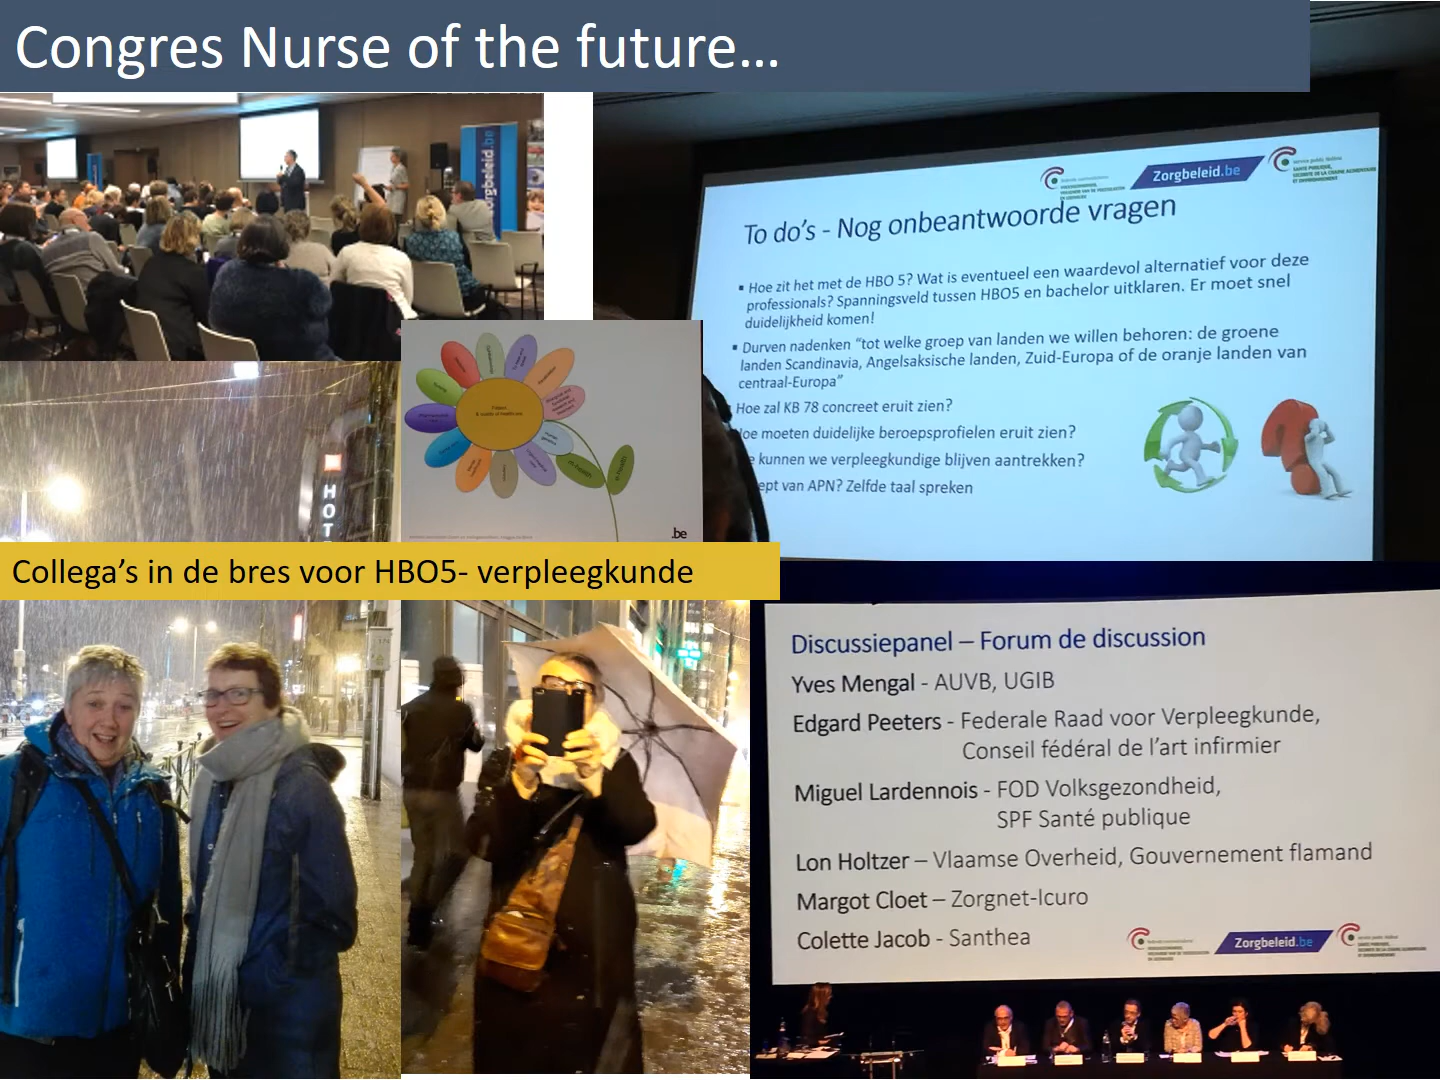 Congres Nurse of the future...
Zorgbeleid.be
To do's - Nog onbeantwoorde vragen
▪ Hoe zit het met de HBO 5? Wat is eventueel een waardevol alternatief voor deze
professionals? Spanningsveld tussen HBO5 en bachelor uitklaren. Er moet snel
duidelijkheid komen!
▪ Durven nadenken “tot welke groep van landen we willen behoren: de groene
landen Scandinavia, Angelsaksische landen, Zuid-Europa of de oranje landen van
centraal-Europa”
Hoe zal KB 78 concreet eruit zien?
oe moeten duidelijke beroepsprofielen eruit zien?
e kunnen we verpleegkundige blijven aantrekken?
ept van APN? Zelfde taal spreken
zorgbeleid.be
m-health
e-health
.be
HOT
Collega's in de bres voor HBO5- verpleegkunde
Discussiepanel – Forum de discussion
Yves Mengal - AUVB, UGIB
Edgard Peeters - Federale Raad voor Verpleegkunde,
Conseil fédéral de l'art infirmier
Miguel Lardennois - FOD Volksgezondheid,
SPF Santé publique
Lon Holtzer – Vlaamse Overheid, Gouvernement flamand
Margot Cloet – Zorgnet-Icuro
Colette Jacob - Santhea
Zorgbeleid.be